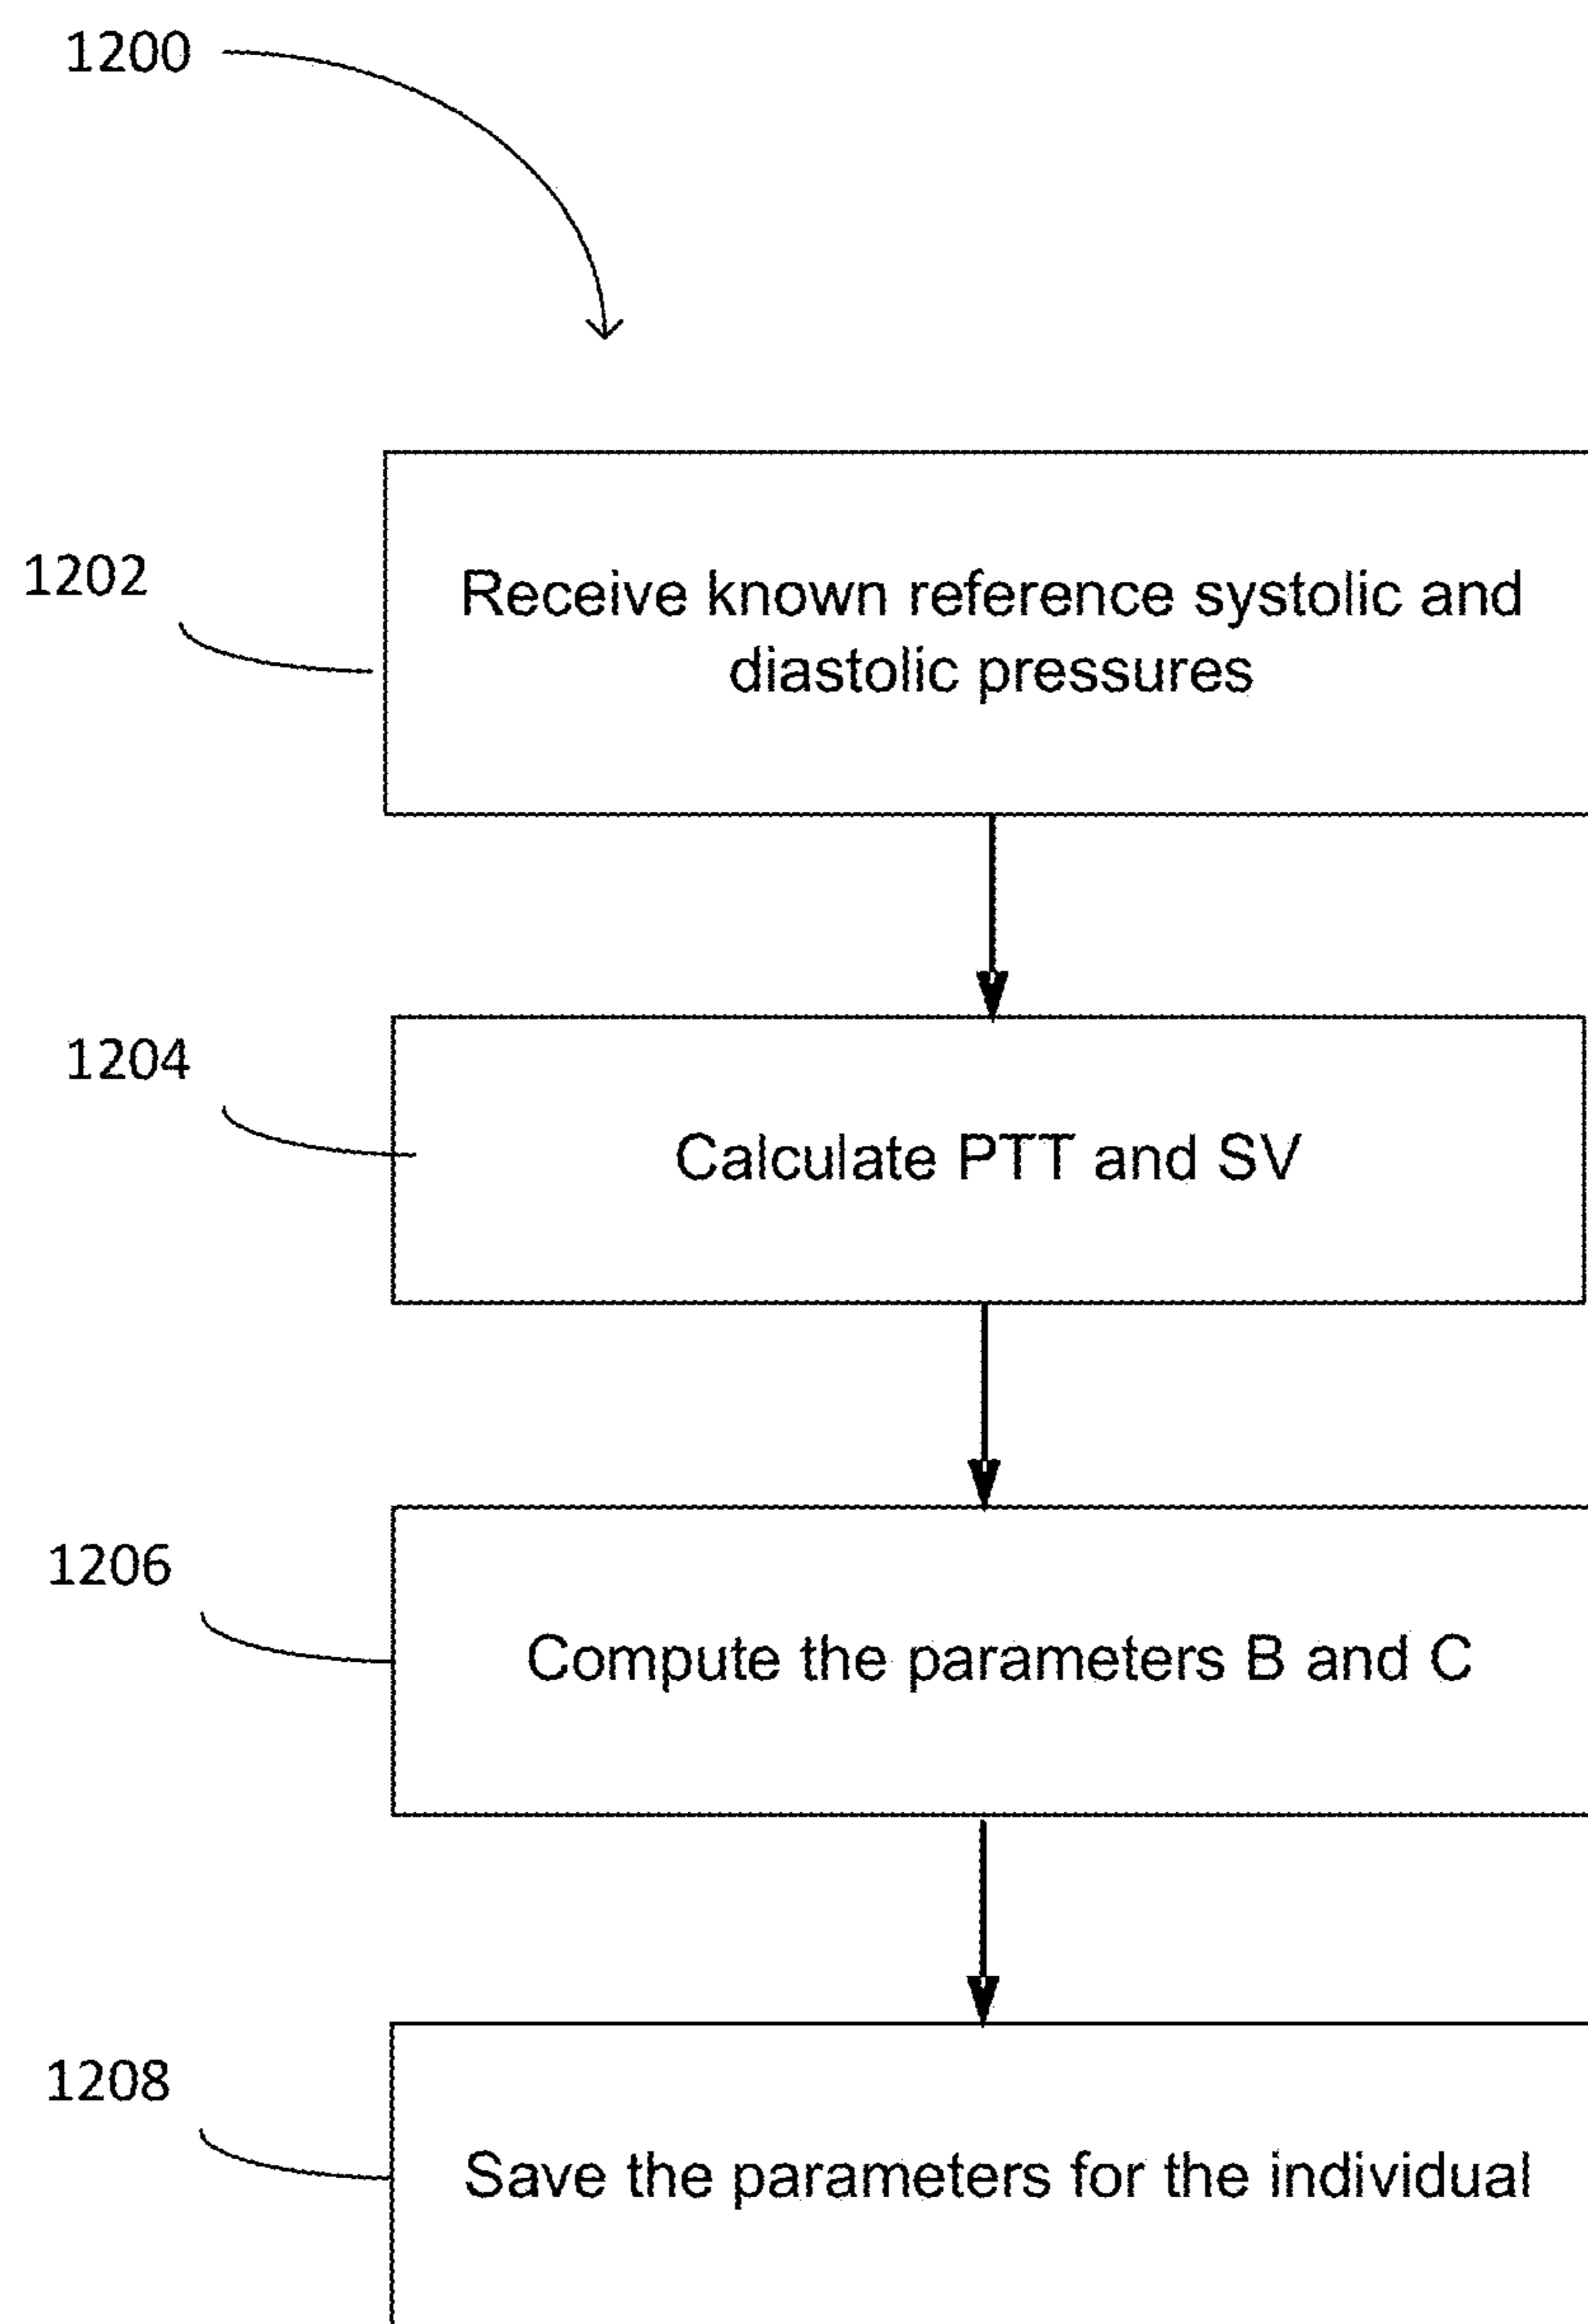 1200
1202
Receive known reference systolic and
diastolic pressures
1204
Calculate PTT and SV
1206
Compute the parameters B and C
1208
Save the parameters for the individual